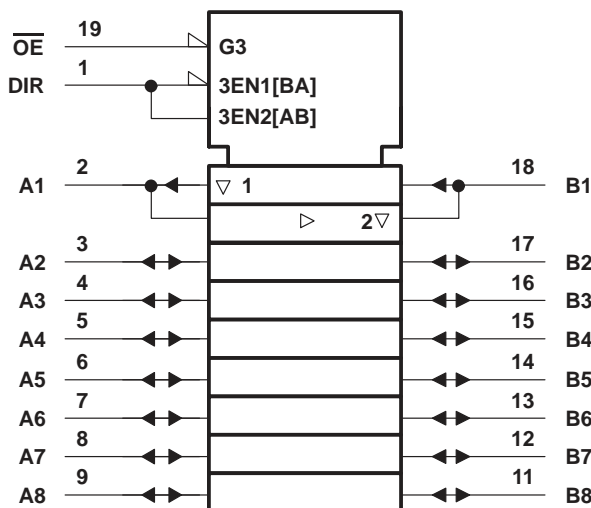 19
O̅E̅ G3
1
DIR 3EN1[BA]
3EN2[AB]
2 18
A1 ▽ 1 B1
▷ 2▽
3 17
A2 B2
4 16
A3 B3
5 15
A4 B4
6 14
A5 B5
7 13
A6 B6
8 12
A7 B7
9 11
A8 B8